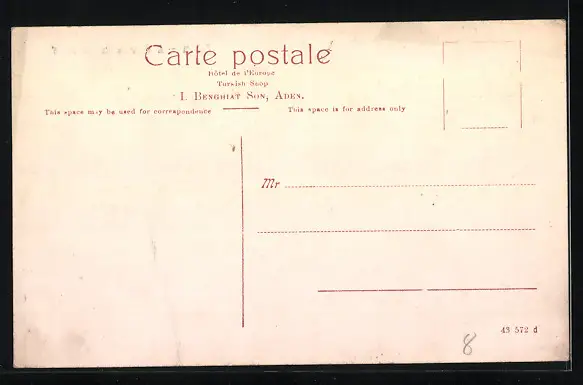 Carte postale
Hôtel de l'Europe
Turkish Shop
I. Benghiat Son, Aden.
This space may be used for correspondence
This space is for address only
Mr
43 572 d
8